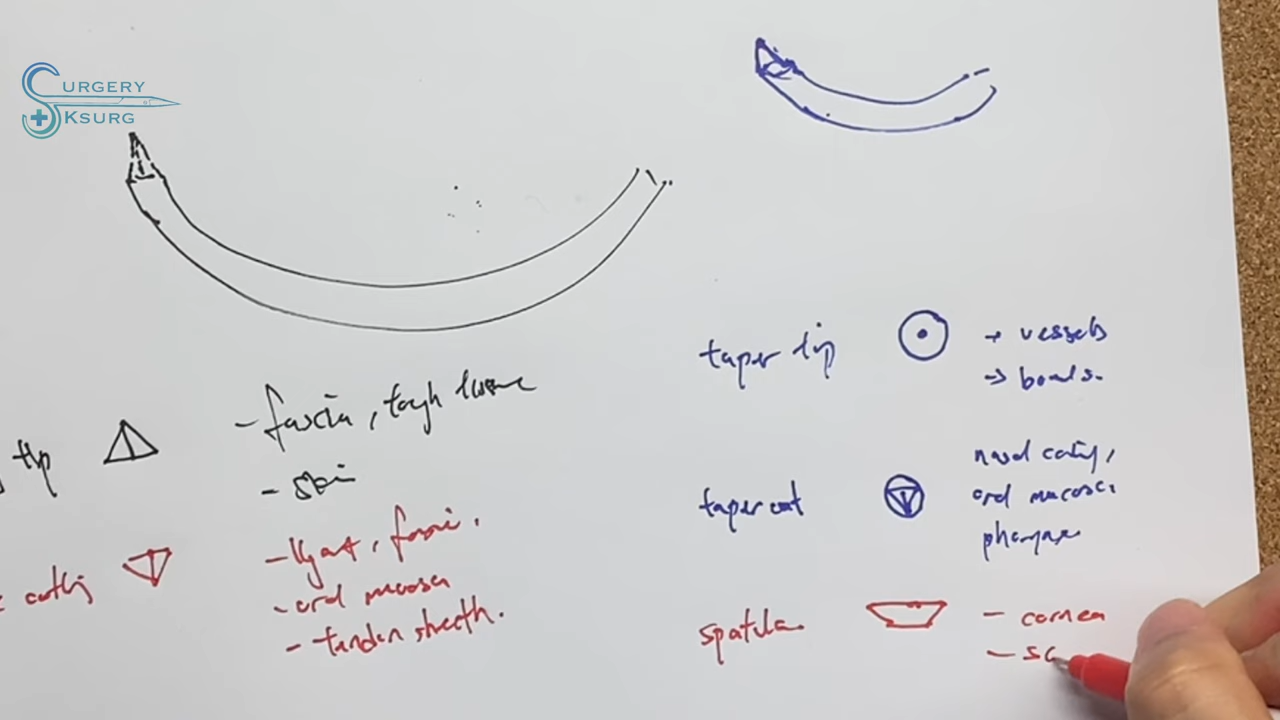 SURGERY
SKSURG
tip
- fascia, tough tissue
- skin
cutting
- ligament, fascia.
- oral mucosa
- tendon sheath.
taper tip
→ vessels
→ bowels.
taper cut
nasal cavity,
oral mucosa,
pharynx
spatula
- cornea
- sc